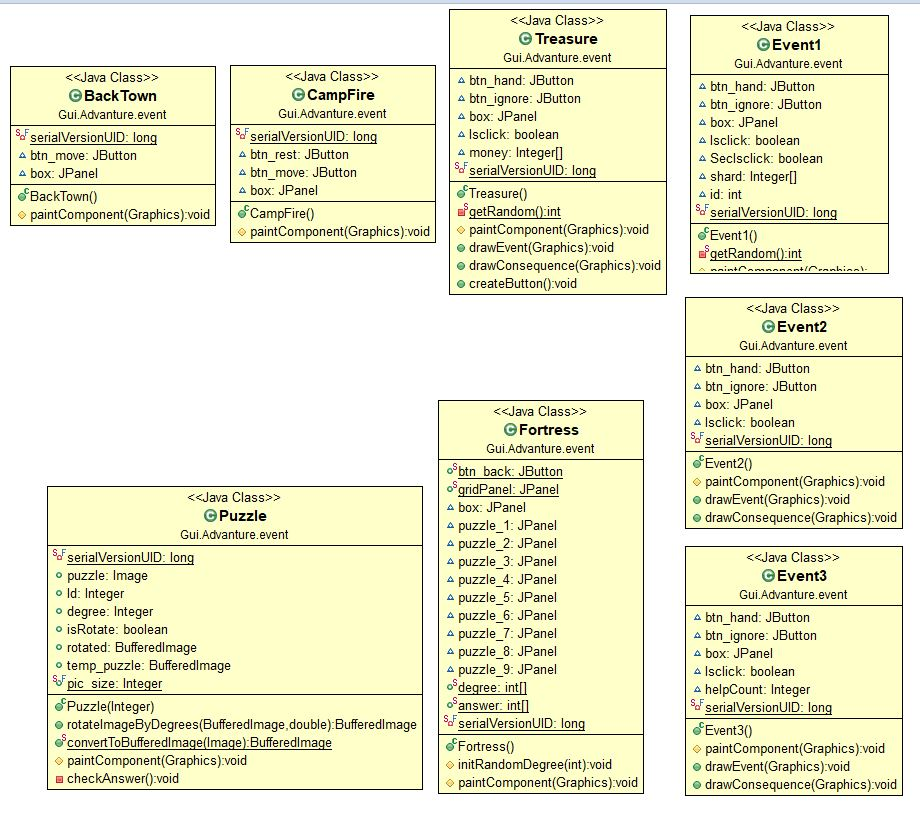 <<Java Class>>
BackTown
Gui.Advanture.event
serialVersionUID: long
btn_move: JButton
box: JPanel
BackTown()
paintComponent(Graphics):void
<<Java Class>>
CampFire
Gui.Advanture.event
serialVersionUID: long
btn_rest: JButton
btn_move: JButton
box: JPanel
CampFire()
paintComponent(Graphics):void
<<Java Class>>
Treasure
Gui.Advanture.event
btn_hand: JButton
btn_ignore: JButton
box: JPanel
Isclick: boolean
money: Integer[]
serialVersionUID: long
Treasure()
getRandom():int
paintComponent(Graphics):void
drawEvent(Graphics):void
drawConsequence(Graphics):void
createButton():void
<<Java Class>>
Event1
Gui.Advanture.event
btn_hand: JButton
btn_ignore: JButton
box: JPanel
Isclick: boolean
SecIsclick: boolean
shard: Integer[]
id: int
serialVersionUID: long
Event1()
getRandom():int
paintComponent(Graphics):
<<Java Class>>
Event2
Gui.Advanture.event
btn_hand: JButton
btn_ignore: JButton
box: JPanel
Isclick: boolean
serialVersionUID: long
Event2()
paintComponent(Graphics):void
drawEvent(Graphics):void
drawConsequence(Graphics):void
<<Java Class>>
Puzzle
Gui.Advanture.event
serialVersionUID: long
puzzle: Image
Id: Integer
degree: Integer
isRotate: boolean
rotated: BufferedImage
temp_puzzle: BufferedImage
pic_size: Integer
Puzzle(Integer)
rotateImageByDegrees(BufferedImage,double):BufferedImage
convertToBufferedImage(Image):BufferedImage
paintComponent(Graphics):void
checkAnswer():void
<<Java Class>>
Fortress
Gui.Advanture.event
btn_back: JButton
gridPanel: JPanel
box: JPanel
puzzle_1: JPanel
puzzle_2: JPanel
puzzle_3: JPanel
puzzle_4: JPanel
puzzle_5: JPanel
puzzle_6: JPanel
puzzle_7: JPanel
puzzle_8: JPanel
puzzle_9: JPanel
degree: int[]
answer: int[]
serialVersionUID: long
Fortress()
initRandomDegree(int):void
paintComponent(Graphics):void
<<Java Class>>
Event3
Gui.Advanture.event
btn_hand: JButton
btn_ignore: JButton
box: JPanel
Isclick: boolean
helpCount: Integer
serialVersionUID: long
Event3()
paintComponent(Graphics):void
drawEvent(Graphics):void
drawConsequence(Graphics):void